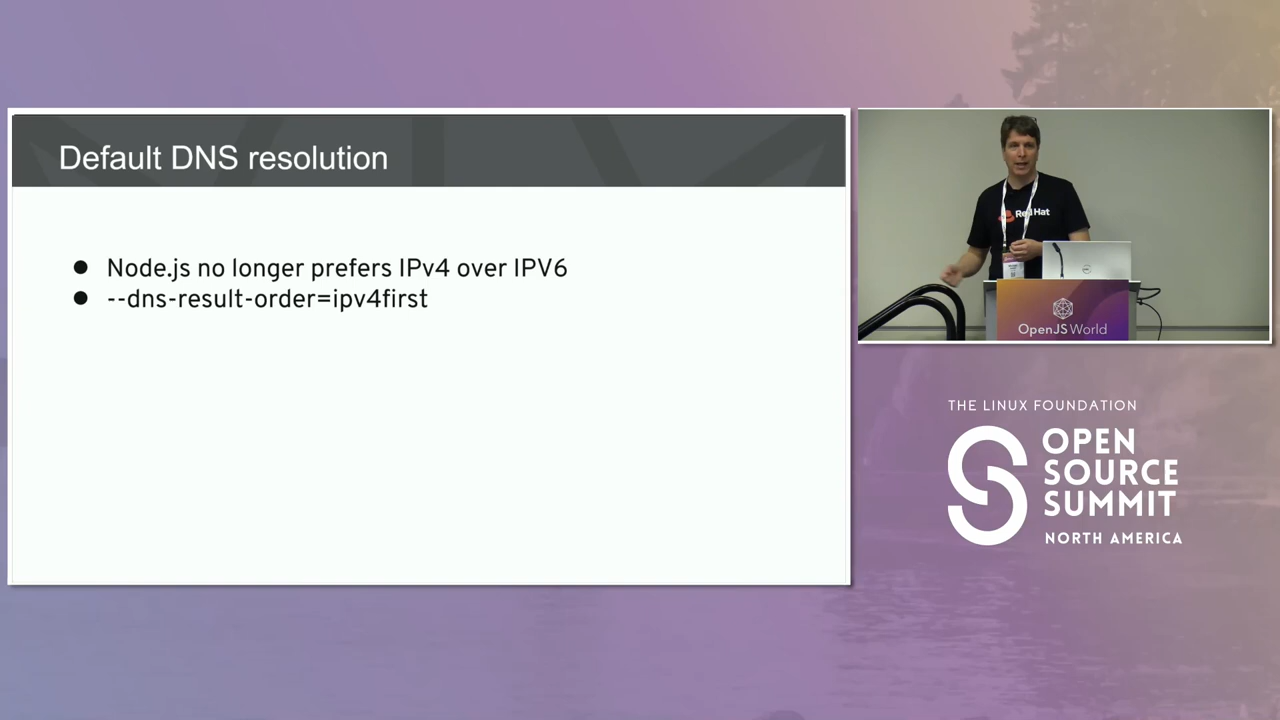 Default DNS resolution
● Node.js no longer prefers IPv4 over IPV6
● --dns-result-order=ipv4first
Red Hat
OpenJS World
THE LINUX FOUNDATION
OPEN
SOURCE
SUMMIT
NORTH AMERICA